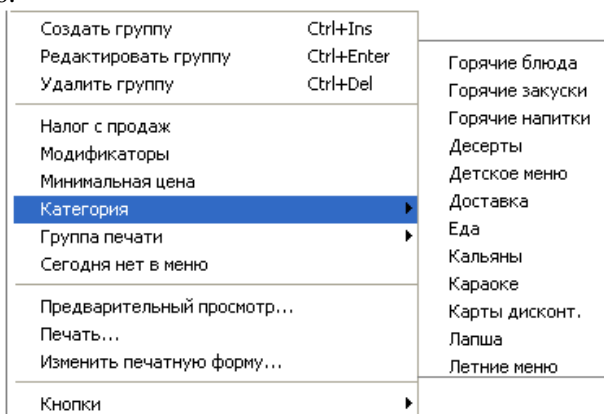 Создать группу Ctrl+Ins
Редактировать группу Ctrl+Enter
Удалить группу Ctrl+Del
Налог с продаж
Модификаторы
Минимальная цена
Категория
Группа печати
Сегодня нет в меню
Предварительный просмотр...
Печать...
Изменить печатную форму...
Кнопки
Горячие блюда
Горячие закуски
Горячие напитки
Десерты
Детское меню
Доставка
Еда
Кальяны
Караоке
Карты дисконт.
Лапша
Летние меню